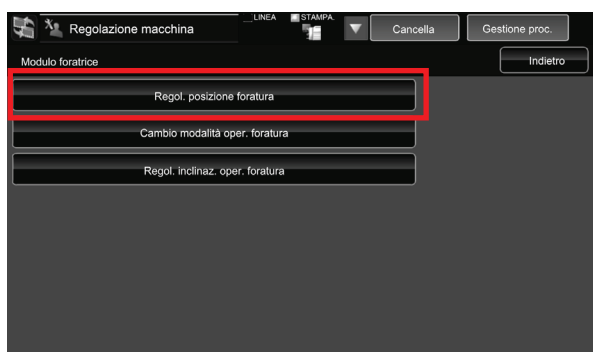 LINEA STAMPA.
Regolazione macchina Cancella Gestione proc.
Modulo foratrice Indietro
Regol. posizione foratura
Cambio modalità oper. foratura
Regol. inclinaz. oper. foratura